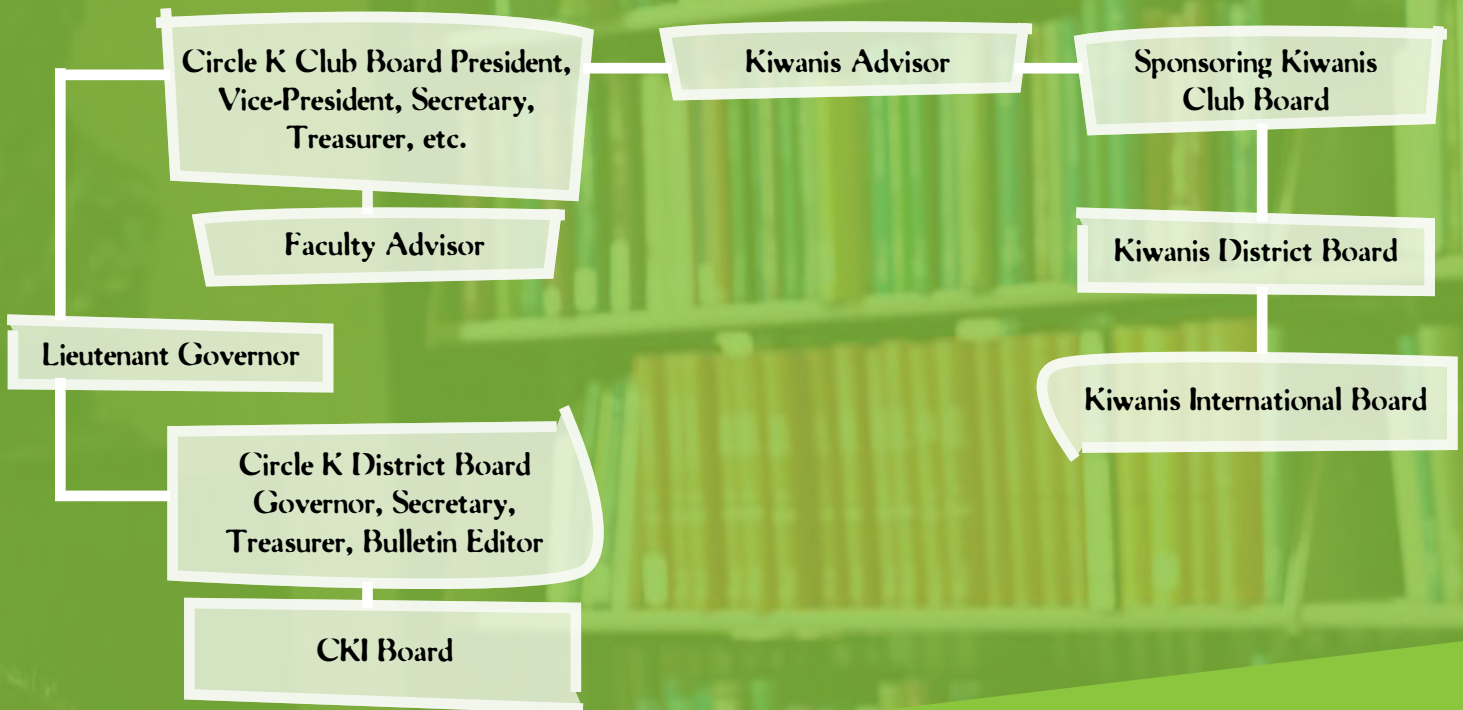 Circle K Club Board President,
Vice-President, Secretary,
Treasurer, etc.
Kiwanis Advisor
Sponsoring Kiwanis
Club Board
Faculty Advisor
Kiwanis District Board
Lieutenant Governor
Kiwanis International Board
Circle K District Board
Governor, Secretary,
Treasurer, Bulletin Editor
CKI Board